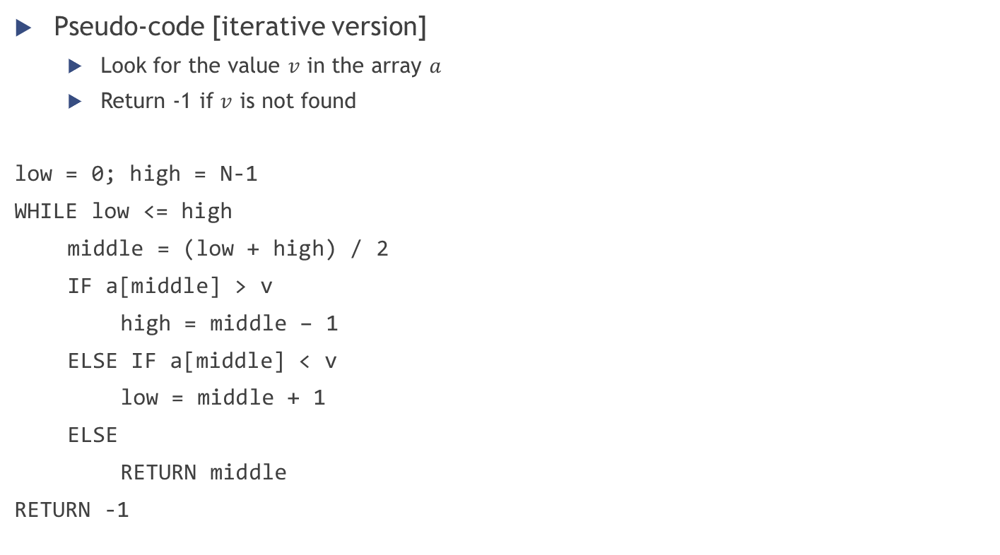 Pseudo-code [iterative version]
Look for the value 𝑣 in the array 𝑎
Return -1 if 𝑣 is not found
low = 0; high = N-1
WHILE low <= high
middle = (low + high) / 2
IF a[middle] > v
high = middle – 1
ELSE IF a[middle] < v
low = middle + 1
ELSE
RETURN middle
RETURN -1